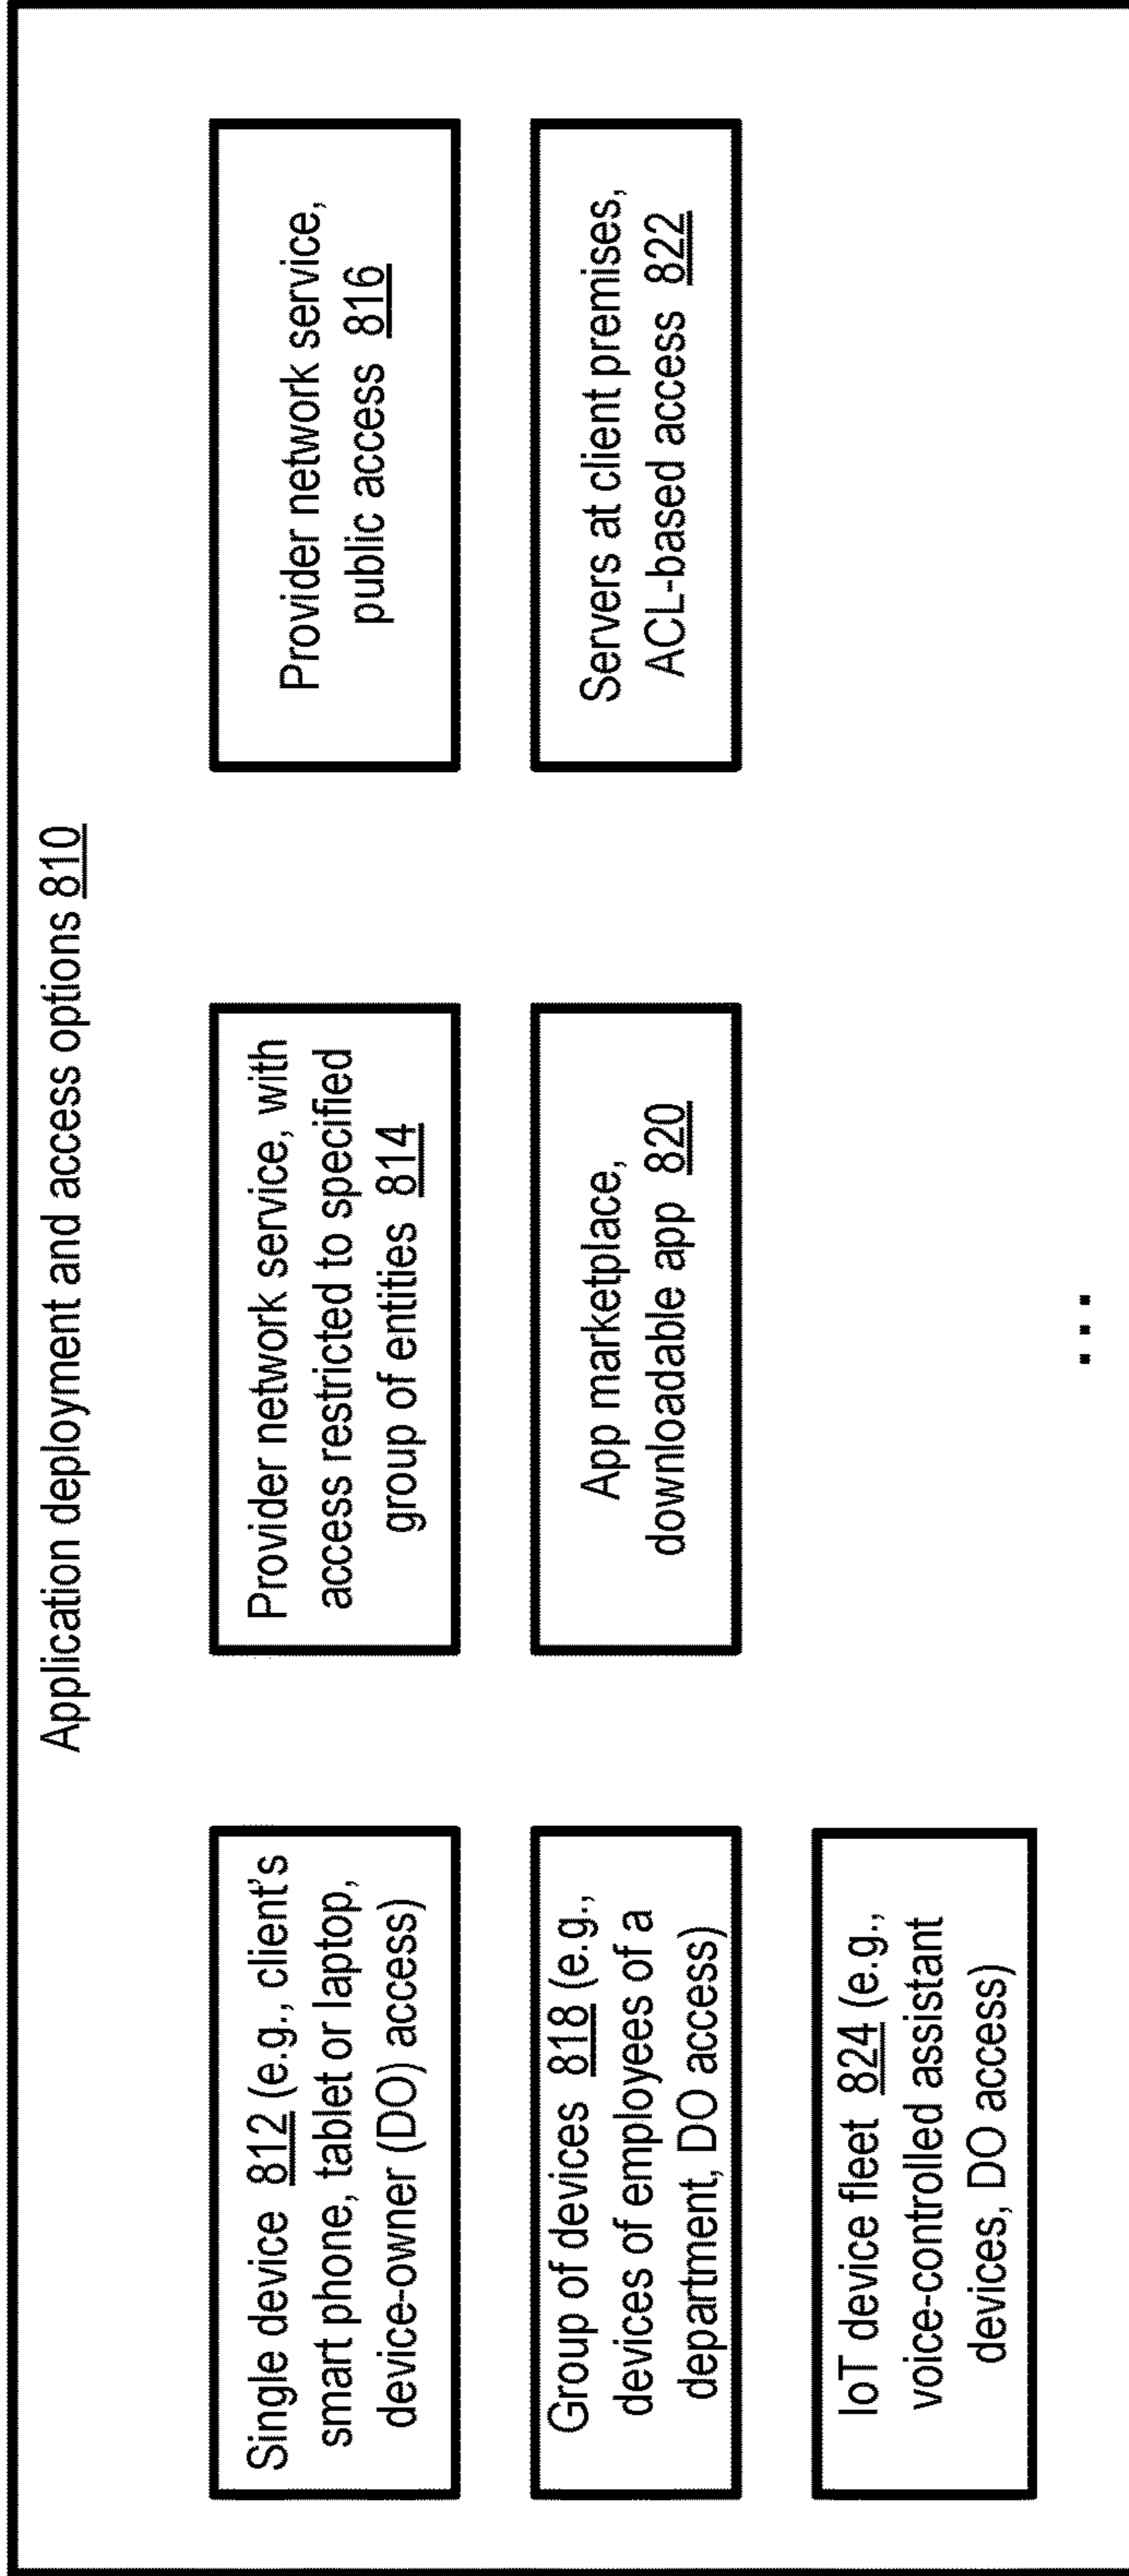 Application deployment and access options 810
Single device 812 (e.g., client's
smart phone, tablet or laptop,
device-owner (DO) access)
Provider network service, with
access restricted to specified
group of entities 814
Provider network service,
public access 816
Group of devices 818 (e.g.,
devices of employees of a
department, DO access)
App marketplace,
downloadable app 820
Servers at client premises,
ACL-based access 822
IoT device fleet 824 (e.g.,
voice-controlled assistant
devices, DO access)
...